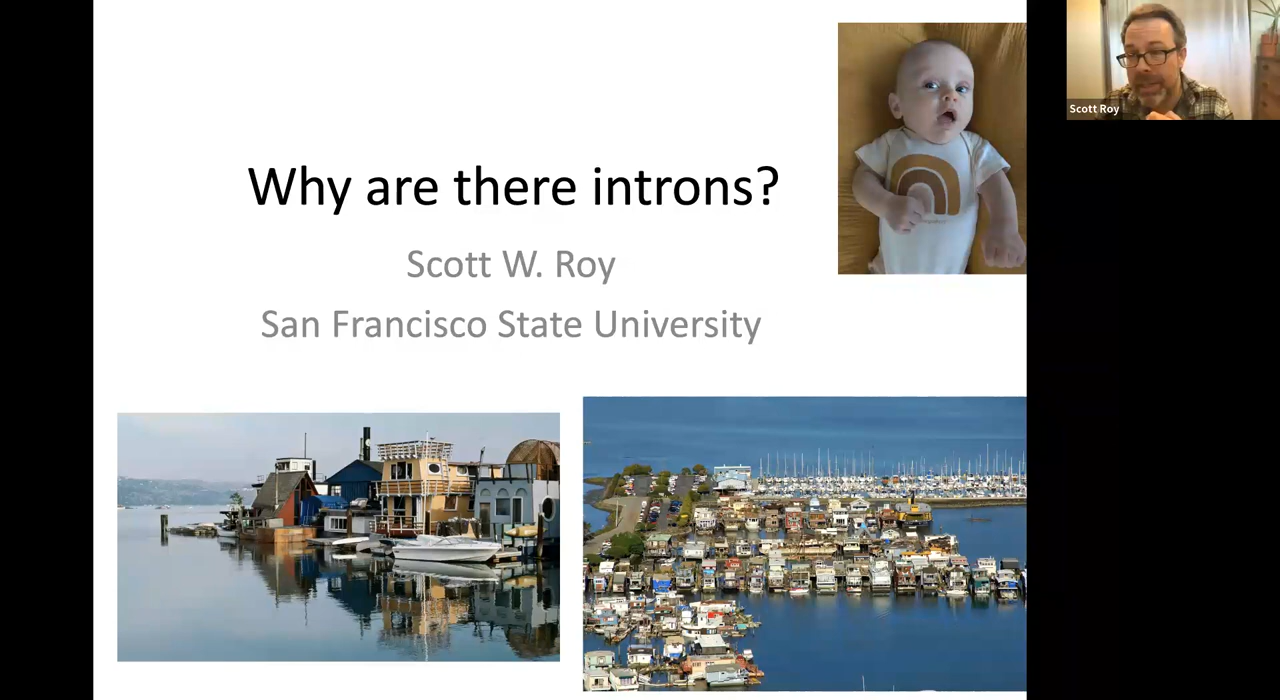 Why are there introns?
Scott W. Roy
San Francisco State University
Scott Roy